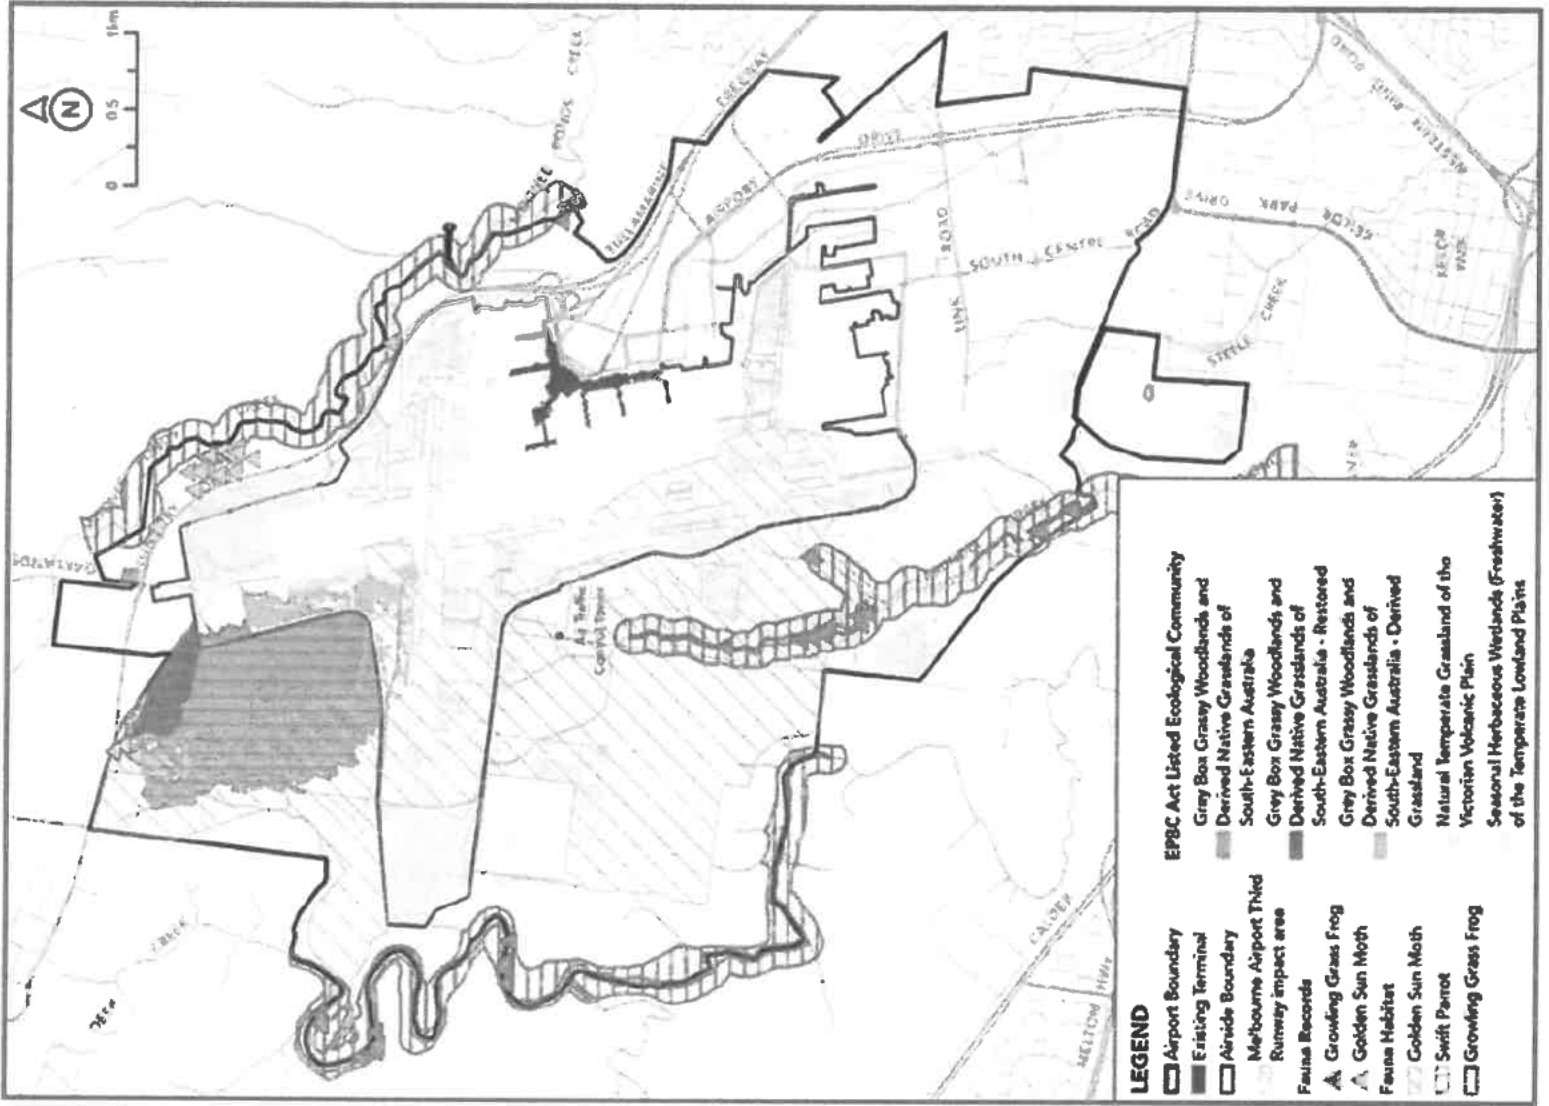 LEGEND
Airport Boundary
Existing Terminal
Airside Boundary
Melbourne Airport Third
Runway impact area
Fauna Records
Growling Grass Frog
Golden Sun Moth
Fauna Habitat
Golden Sun Moth
Swift Parrot
Growling Grass Frog
EPBC Act Listed Ecological Community
Grey Box Grassy Woodlands and
Derived Native Grasslands of
South-Eastern Australia
Grey Box Grassy Woodlands and
Derived Native Grasslands of
South-Eastern Australia - Restored
Grey Box Grassy Woodlands and
Derived Native Grasslands of
South-Eastern Australia - Derived
Grassland
Natural Temperate Grassland of the
Victorian Volcanic Plain
Seasonal Herbaceous Wetlands (Freshwater)
of the Temperate Lowland Plains
N
0
0.5
1km
OAKLANDS
PONDS CREEK
TULLAMARINE FREEWAY
AIRPORT DRIVE
LINK ROAD
SOUTH CENTRE ROAD
KEILOR PARK DRIVE
KEILOR
PARK
STEELE CREEK
WESTERN RING ROAD
CALDER
MELTON HWY
DEEP CREEK
Air Traffic
Control Tower